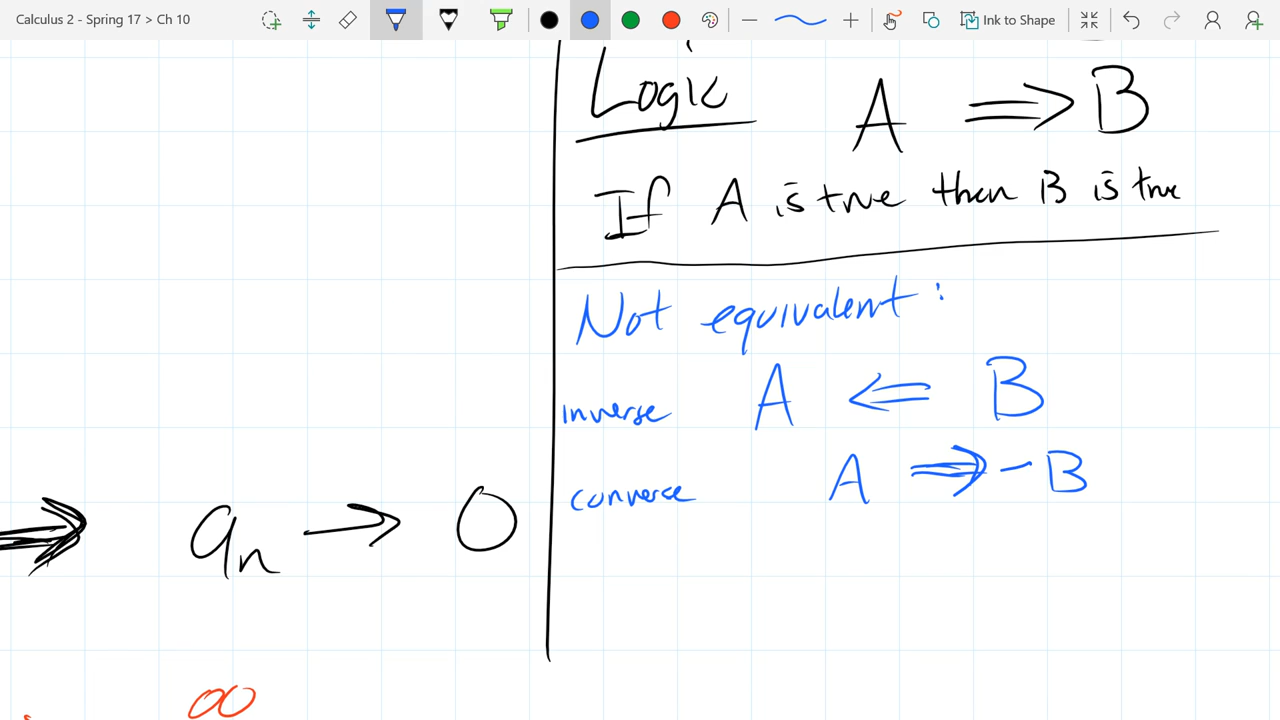 Calculus 2 - Spring 17 > Ch 10
Ink to Shape
Logic A ⟹ B
If A is true then B is true
Not equivalent:
inverse A ⟸ B
converse A ⟹ - B
⟹ aₙ → 0
∞